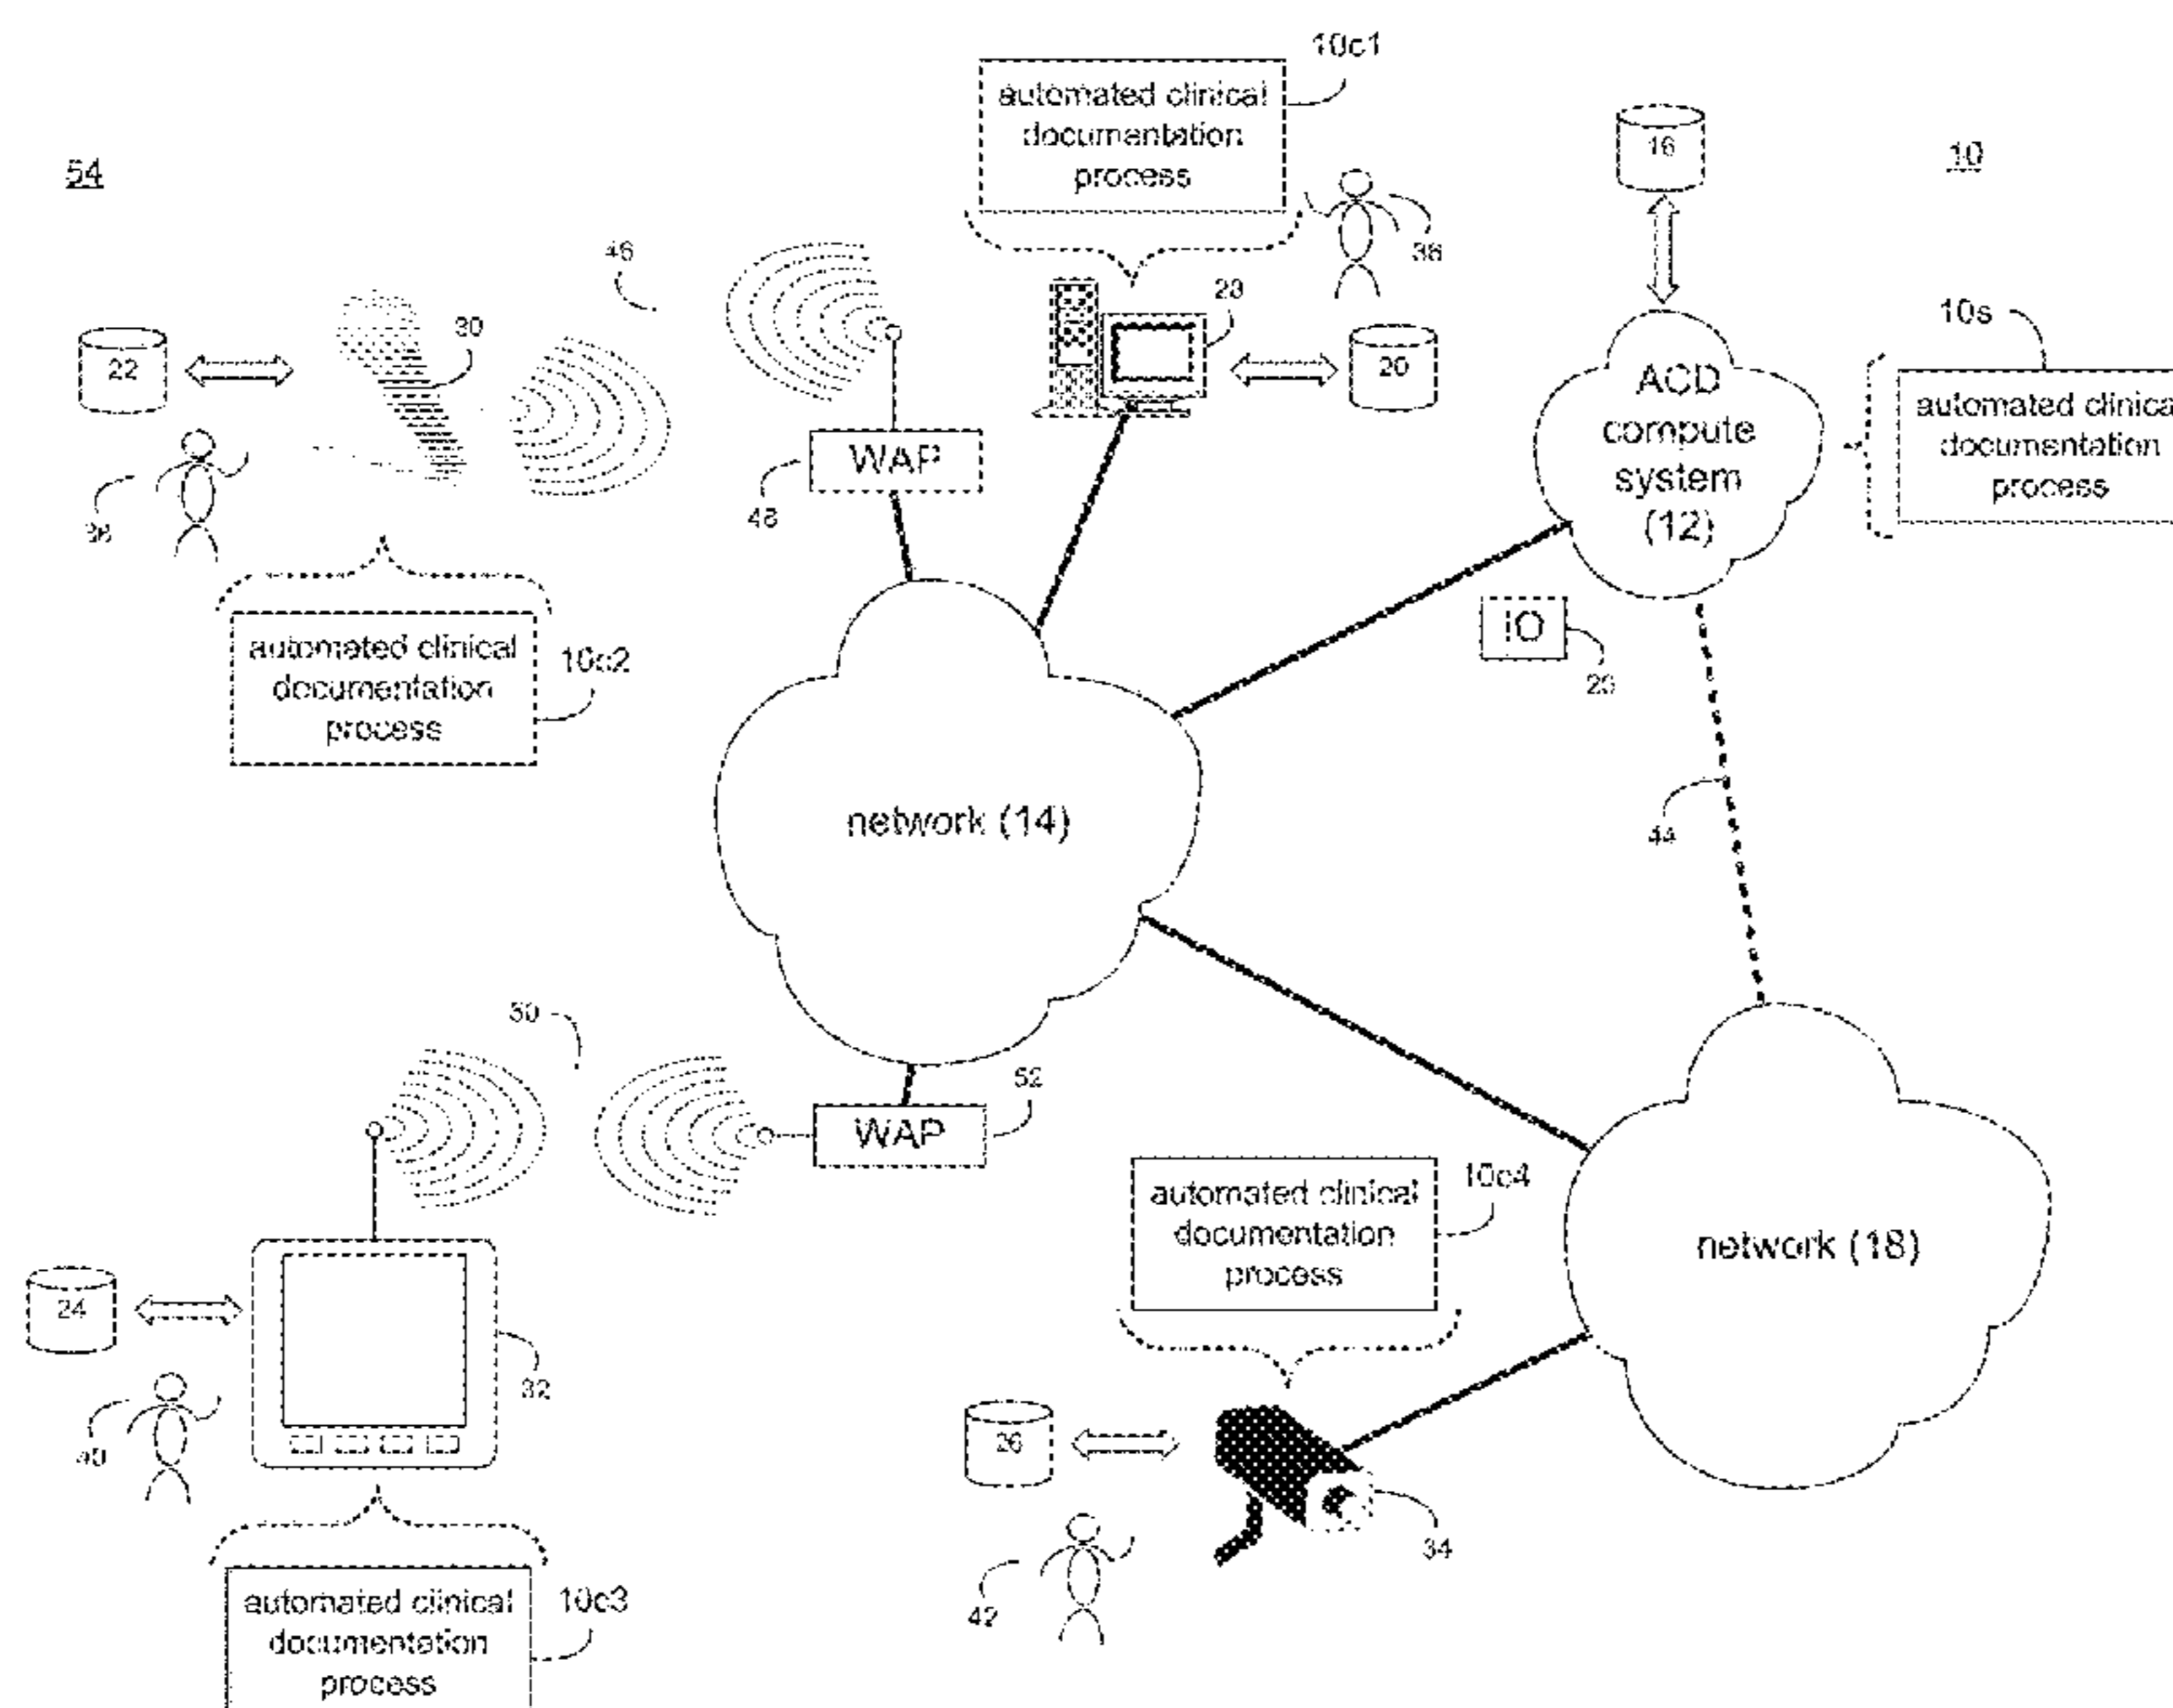 10c1
automated clinical
documentation
process
16
10
54
46
36
28
30
22
20
10s
ACD
compute
system
(12)
automated clinica
documentation
process
WAP
48
38
IO
29
automated clinical
documentation
process
10c2
network (14)
44
50
52
WAP
automated clinical
documentation
process
10c4
network (18)
24
32
40
26
34
42
automated clinical
documentation
process
10c3